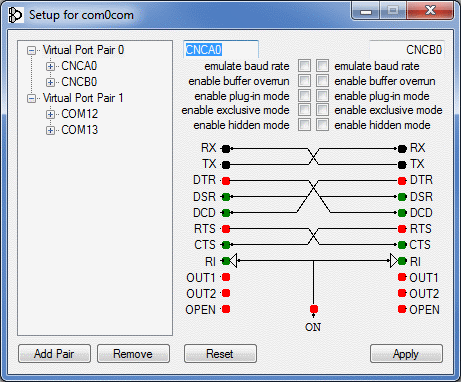 Setup for com0com
Virtual Port Pair 0
CNCA0
CNCB0
Virtual Port Pair 1
COM12
COM13
CNCA0 CNCB0
emulate baud rate emulate baud rate
enable buffer overrun enable buffer overrun
enable plug-in mode enable plug-in mode
enable exclusive mode enable exclusive mode
enable hidden mode enable hidden mode
RX RX
TX TX
DTR DTR
DSR DSR
DCD DCD
RTS RTS
CTS CTS
RI RI
OUT1 OUT1
OUT2 OUT2
OPEN OPEN
ON
Add Pair Remove Reset Apply